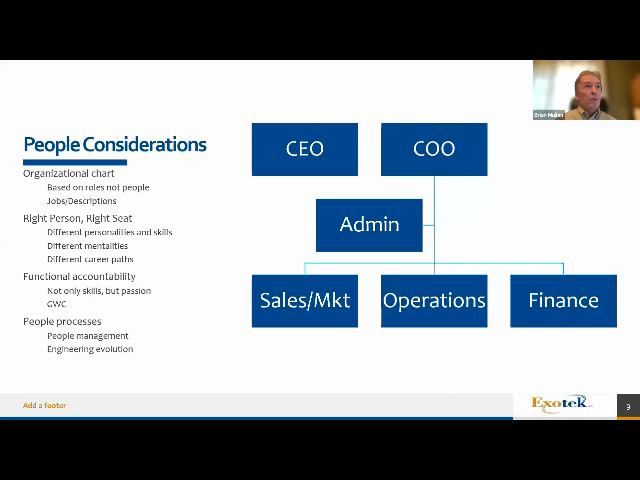 Brian Mullen
People Considerations
Organizational chart
Based on roles not people
Jobs/Descriptions
Right Person, Right Seat
Different personalities and skills
Different mentalities
Different career paths
Functional accountability
Not only skills, but passion
GWC
People processes
People management
Engineering evolution
CEO
COO
Admin
Sales/Mkt
Operations
Finance
Add a footer
Exotek
9